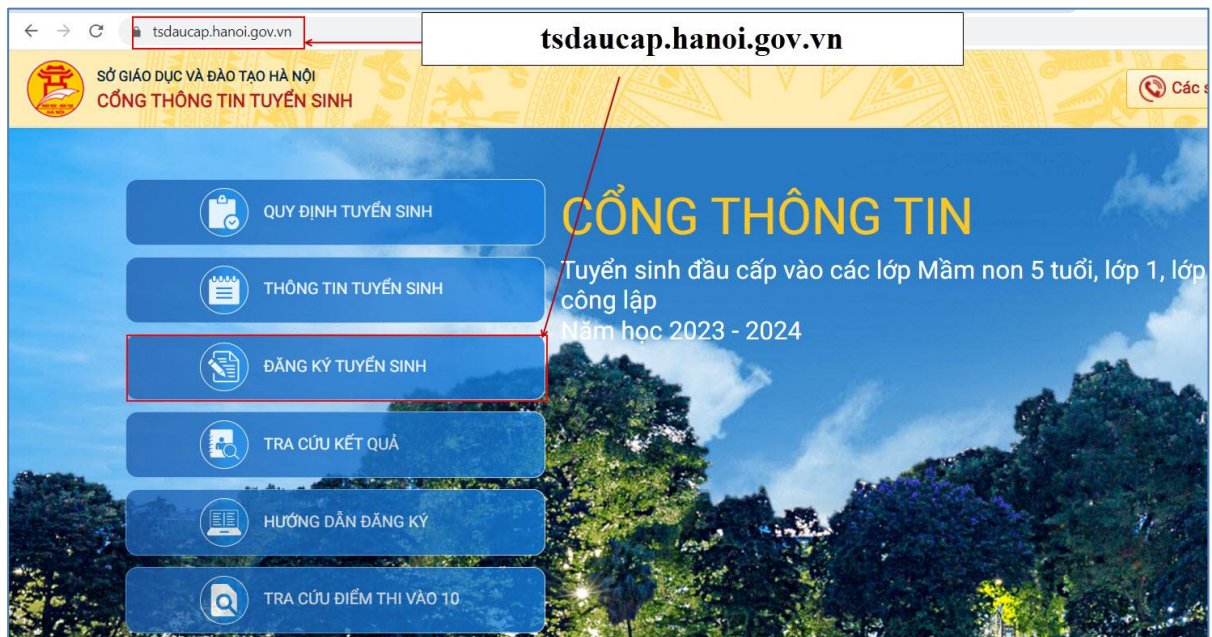 tsdaucap.hanoi.gov.vn
tsdaucap.hanoi.gov.vn
SỞ GIÁO DỤC VÀ ĐÀO TẠO HÀ NỘI
CỔNG THÔNG TIN TUYỂN SINH
Các
QUY ĐỊNH TUYỂN SINH
THÔNG TIN TUYỂN SINH
ĐĂNG KÝ TUYỂN SINH
TRA CỨU KẾT QUẢ
HƯỚNG DẪN ĐĂNG KÝ
TRA CỨU ĐIỂM THI VÀO 10
CỔNG THÔNG TIN
Tuyển sinh đầu cấp vào các lớp Mầm non 5 tuổi, lớp 1, lớp
công lập
Năm học 2023 - 2024